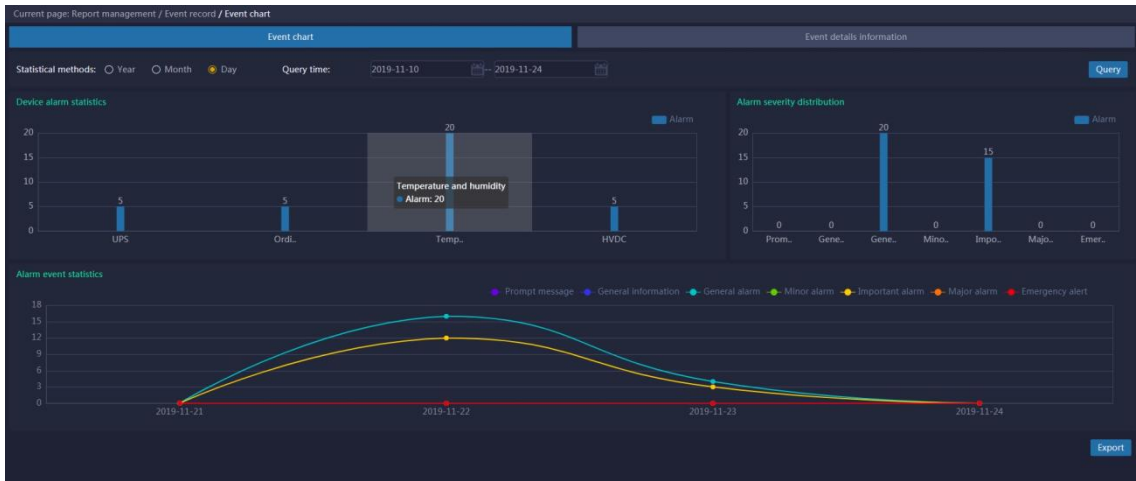 Current page: Report management / Event record / Event chart
Event chart
Event details information
Statistical methods: Year Month Day Query time: 2019-11-10 — 2019-11-24 Query
Device alarm statistics
Alarm
20
15
10
5
0
5
5
20
5
Temperature and humidity
Alarm: 20
UPS
Ordi..
Temp..
HVDC
Alarm severity distribution
Alarm
20
15
10
5
0
0
0
20
0
15
0
0
Prom..
Gene..
Gene..
Mino..
Impo..
Majo..
Emer..
Alarm event statistics
Prompt message General information General alarm Minor alarm Important alarm Major alarm Emergency alert
18
15
12
9
6
3
0
2019-11-21
2019-11-22
2019-11-23
2019-11-24
Export